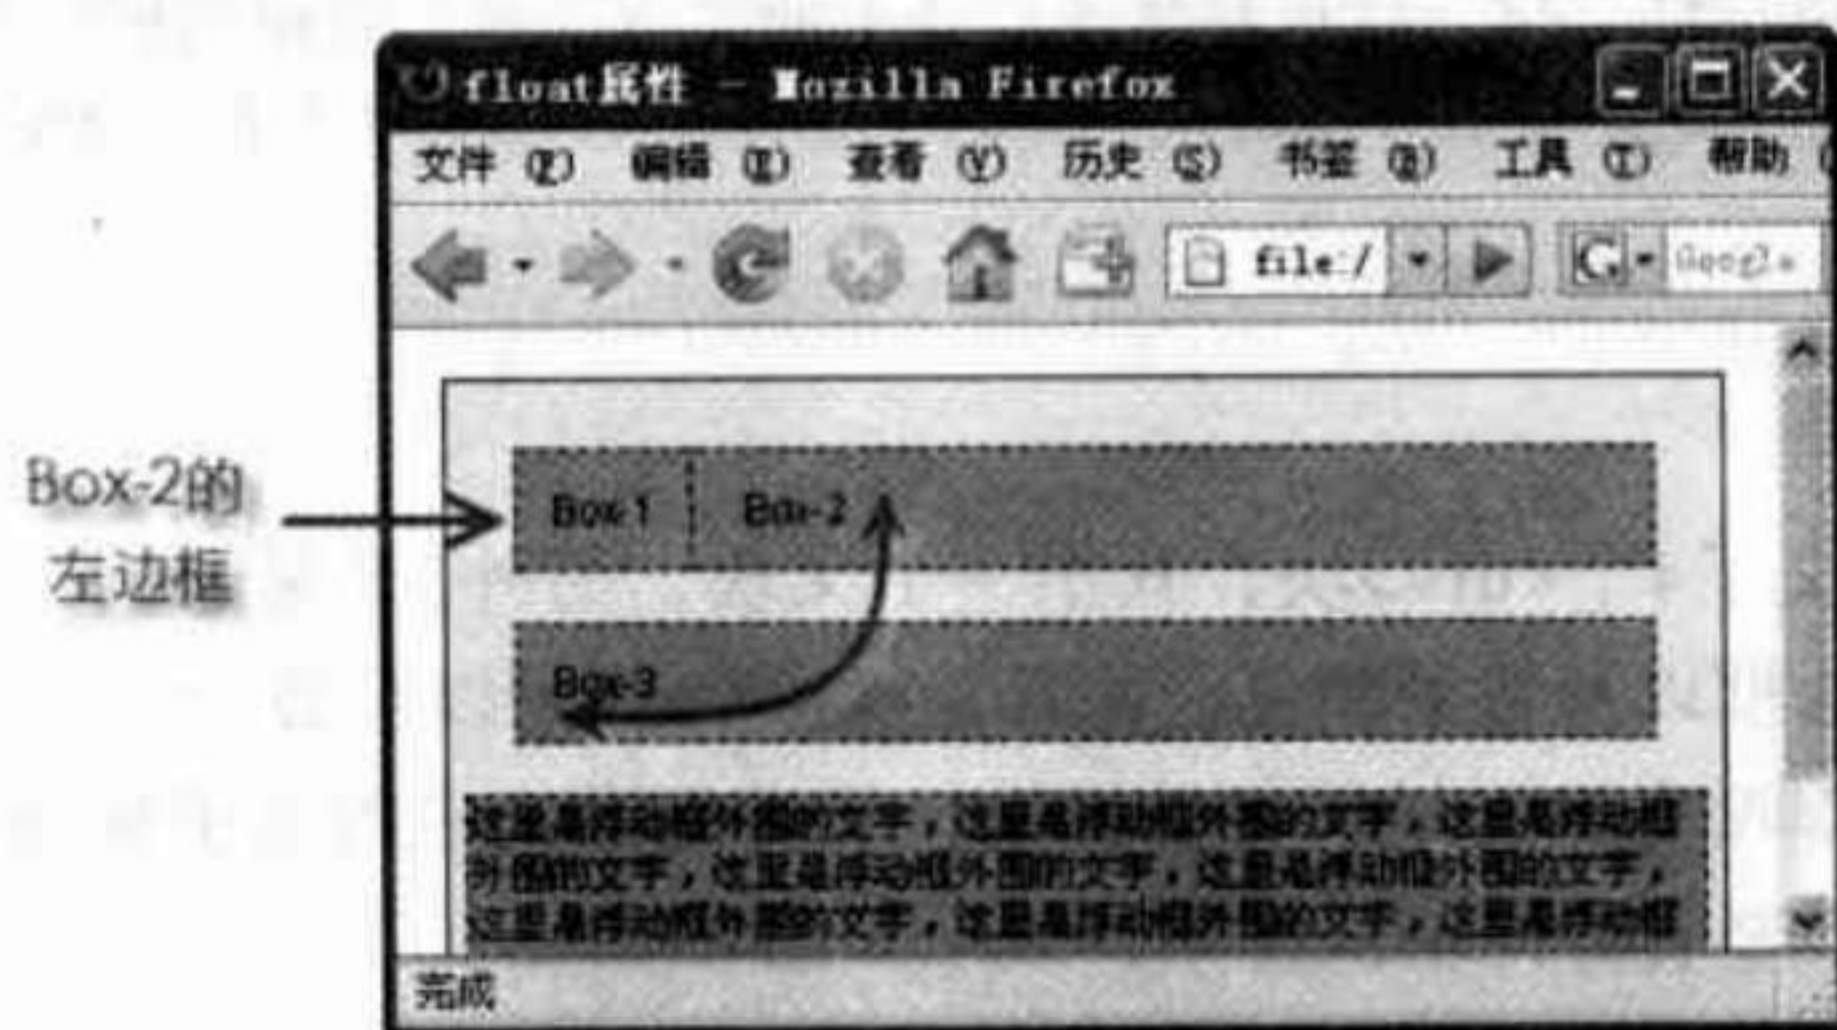 float属性 - Mozilla Firefox
文件(F) 编辑(E) 查看(V) 历史(S) 书签(B) 工具(T) 帮助(
file:/ G Google
Box-2的
左边框
Box-1 Box-2
Box-3
这里是浮动框外围的文字，这里是浮动框外围的文字，这里是浮动框
外围的文字，这里是浮动框外围的文字，这里是浮动框外围的文字，
这里是浮动框外围的文字，这里是浮动框外围的文字，这里是浮动框
完成